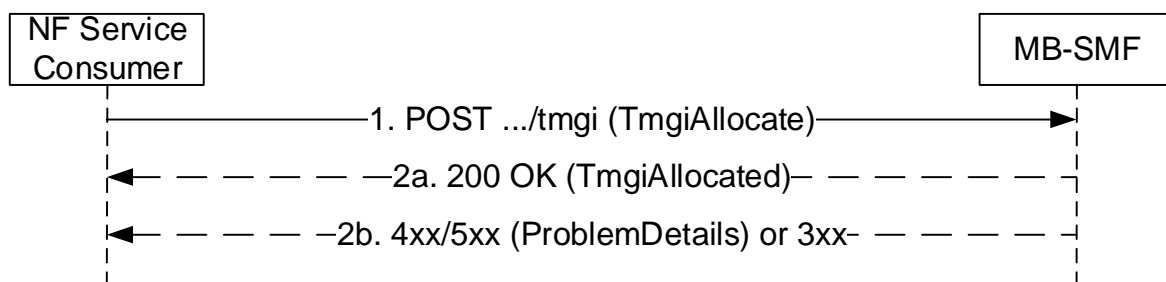 NF Service
Consumer
MB-SMF
1. POST .../tmgi (TmgiAllocate)
2a. 200 OK (TmgiAllocated)
2b. 4xx/5xx (ProblemDetails) or 3xx